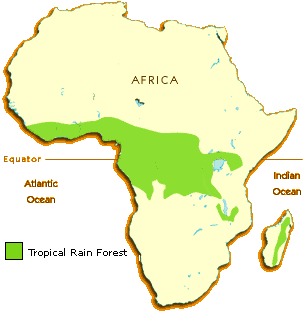 AFRICA
Equator
Atlantic
Ocean
Indian
Ocean
Tropical Rain Forest